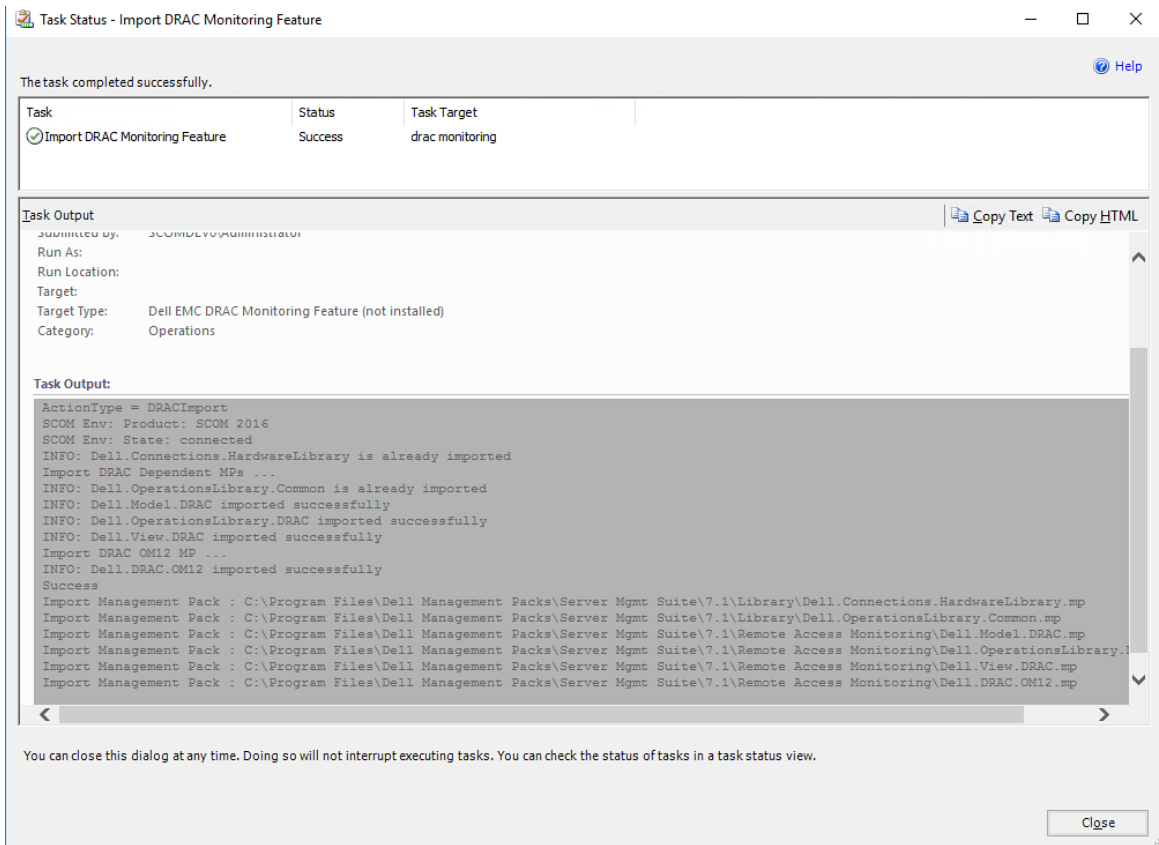 Task Status - Import DRAC Monitoring Feature
Help
The task completed successfully.
Task Status Task Target
Import DRAC Monitoring Feature Success drac monitoring
Task Output Copy Text Copy HTML
Submitted By: SCOMDEV0\Administrator
Run As:
Run Location:
Target:
Target Type: Dell EMC DRAC Monitoring Feature (not installed)
Category: Operations
Task Output:
ActionType = DRACImport
SCOM Env: Product: SCOM 2016
SCOM Env: State: connected
INFO: Dell.Connections.HardwareLibrary is already imported
Import DRAC Dependent MPs ...
INFO: Dell.OperationsLibrary.Common is already imported
INFO: Dell.Model.DRAC imported successfully
INFO: Dell.OperationsLibrary.DRAC imported successfully
INFO: Dell.View.DRAC imported successfully
Import DRAC OM12 MP ...
INFO: Dell.DRAC.OM12 imported successfully
Success
Import Management Pack : C:\Program Files\Dell Management Packs\Server Mgmt Suite\7.1\Library\Dell.Connections.HardwareLibrary.mp
Import Management Pack : C:\Program Files\Dell Management Packs\Server Mgmt Suite\7.1\Library\Dell.OperationsLibrary.Common.mp
Import Management Pack : C:\Program Files\Dell Management Packs\Server Mgmt Suite\7.1\Remote Access Monitoring\Dell.Model.DRAC.mp
Import Management Pack : C:\Program Files\Dell Management Packs\Server Mgmt Suite\7.1\Remote Access Monitoring\Dell.OperationsLibrary.
Import Management Pack : C:\Program Files\Dell Management Packs\Server Mgmt Suite\7.1\Remote Access Monitoring\Dell.View.DRAC.mp
Import Management Pack : C:\Program Files\Dell Management Packs\Server Mgmt Suite\7.1\Remote Access Monitoring\Dell.DRAC.OM12.mp
You can close this dialog at any time. Doing so will not interrupt executing tasks. You can check the status of tasks in a task status view.
Close